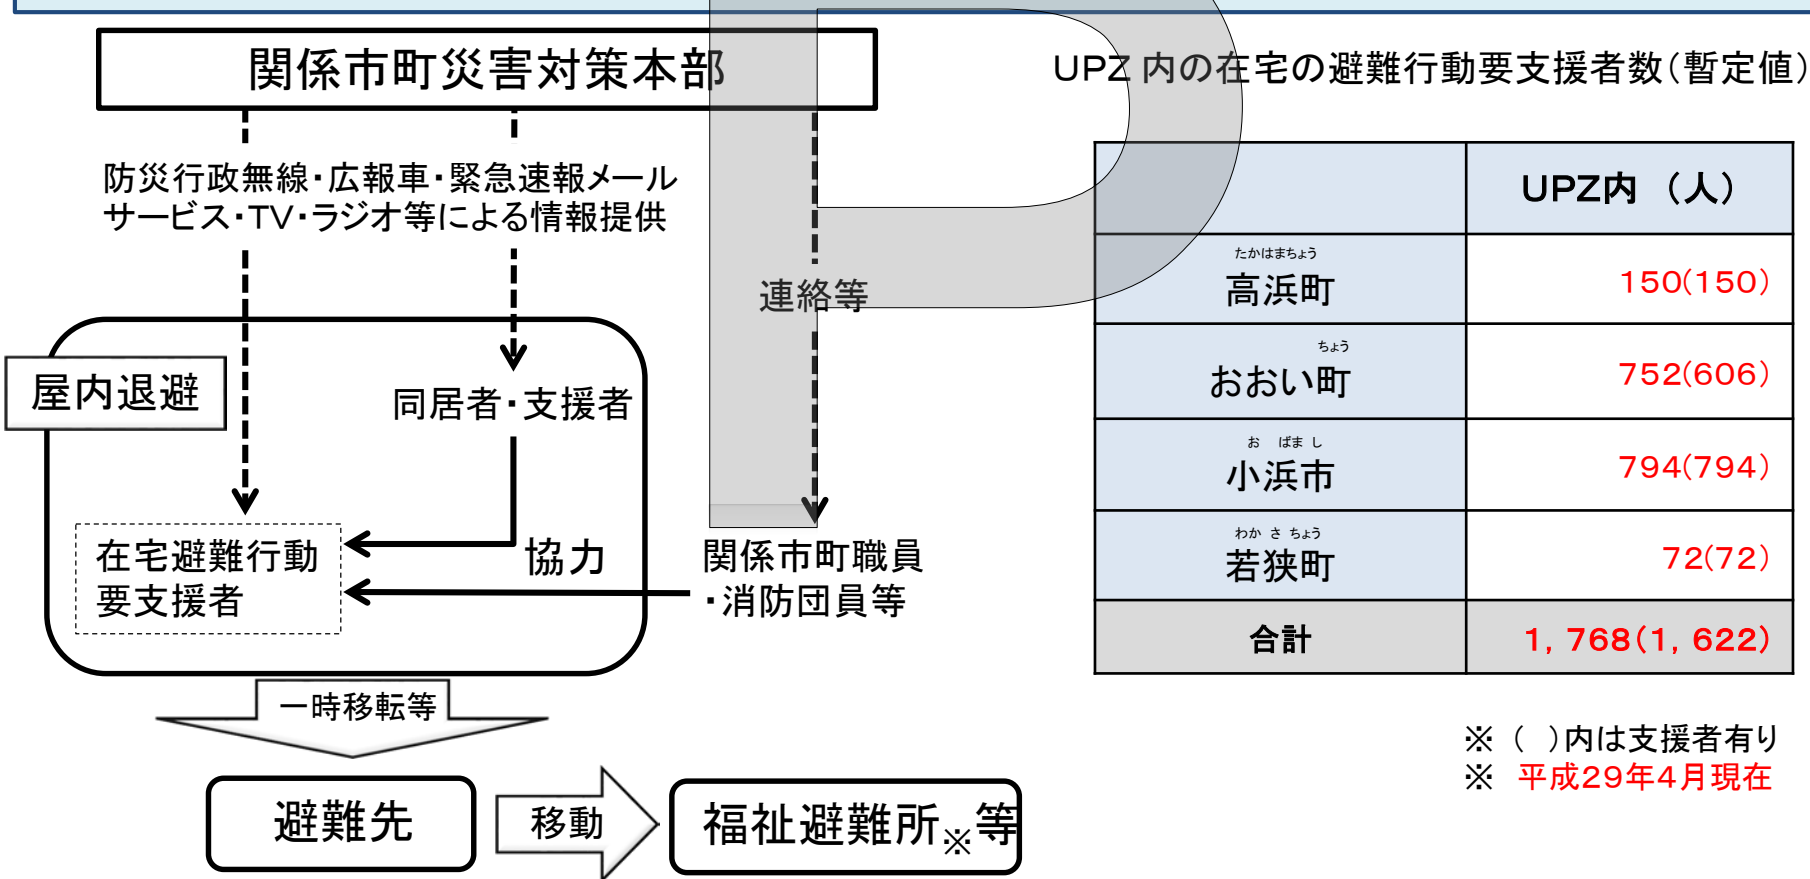 関係市町災害対策本部
防災行政無線・広報車・緊急速報メール
サービス・TV・ラジオ等による情報提供
連絡等
屋内退避
同居者・支援者
在宅避難行動
要支援者
協力
関係市町職員
・消防団員等
一時移転等
避難先
移動
福祉避難所※等
UPZ 内の在宅の避難行動要支援者数（暫定値）
UPZ内 （人）
たかはまちょう
高浜町
150(150)
ちょう
おおい町
752(606)
お ばま し
小浜市
794(794)
わか さ ちょう
若狭町
72(72)
合計
1，768(1，622)
※ （ ）内は支援者有り
※ 平成29年4月現在
P